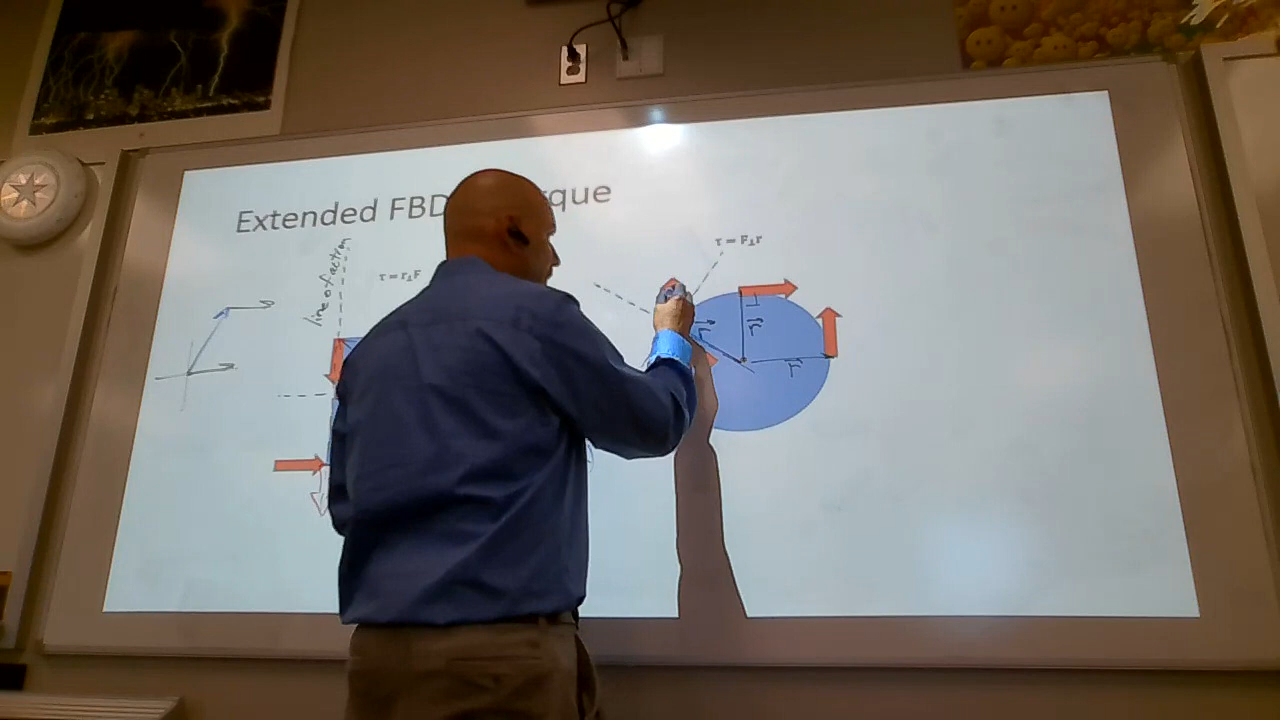 Extended FBD
que
line of action
τ = r⊥F
τ = F⊥r
r
r
r